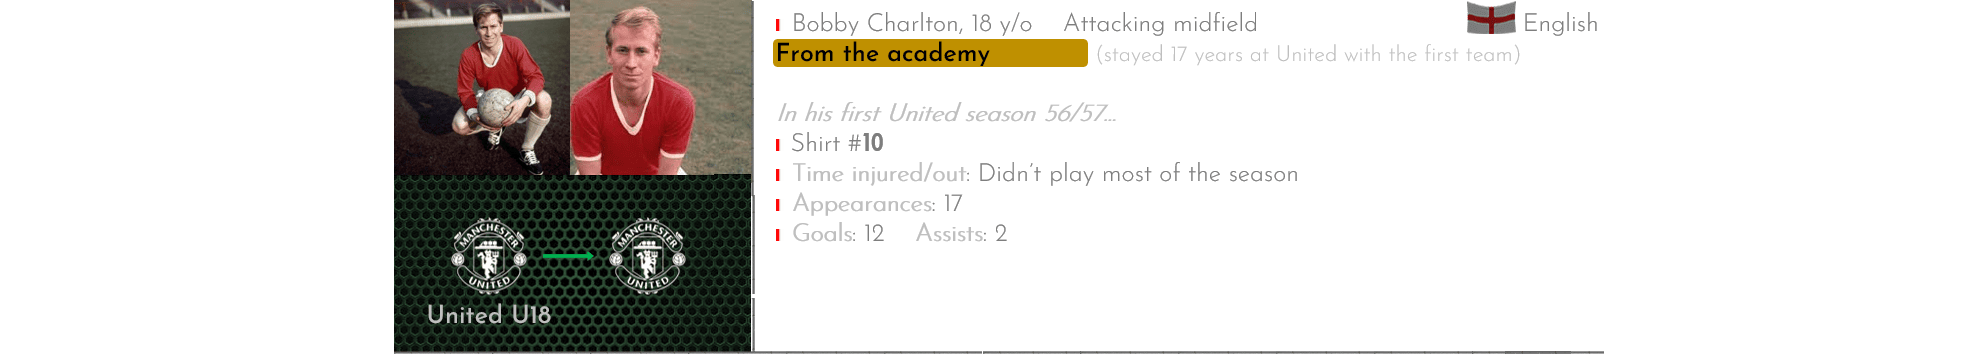 Bobby Charlton, 18 y/o Attacking midfield English
From the academy (stayed 17 years at United with the first team)
In his first United season 56/57...
Shirt #10
Time injured/out: Didn't play most of the season
Appearances: 17
Goals: 12 Assists: 2
MANCHESTER UNITED
MANCHESTER UNITED
United U18